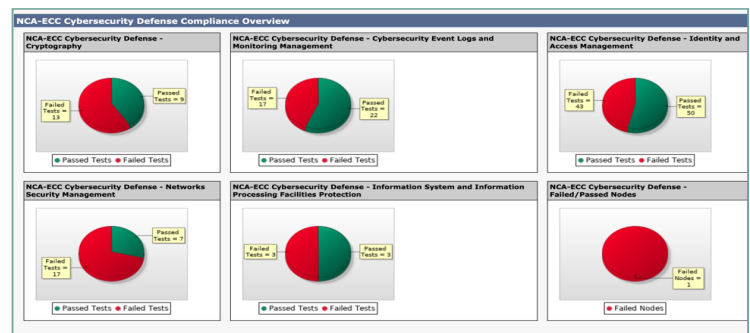 NCA-ECC Cybersecurity Defense Compliance Overview
NCA-ECC Cybersecurity Defense -
Cryptography
Failed
Tests =
13
Passed
Tests = 9
Passed Tests Failed Tests
NCA-ECC Cybersecurity Defense - Cybersecurity Event Logs and
Monitoring Management
Failed
Tests =
17
Passed
Tests =
22
Passed Tests Failed Tests
NCA-ECC Cybersecurity Defense - Identity and
Access Management
Failed
Tests =
43
Passed
Tests =
50
Passed Tests Failed Tests
NCA-ECC Cybersecurity Defense - Networks
Security Management
Failed
Tests =
17
Passed
Tests = 7
Passed Tests Failed Tests
NCA-ECC Cybersecurity Defense - Information System and Information
Processing Facilities Protection
Failed
Tests = 3
Passed
Tests = 3
Passed Tests Failed Tests
NCA-ECC Cybersecurity Defense -
Failed/Passed Nodes
Failed
Nodes =
1
Failed Nodes